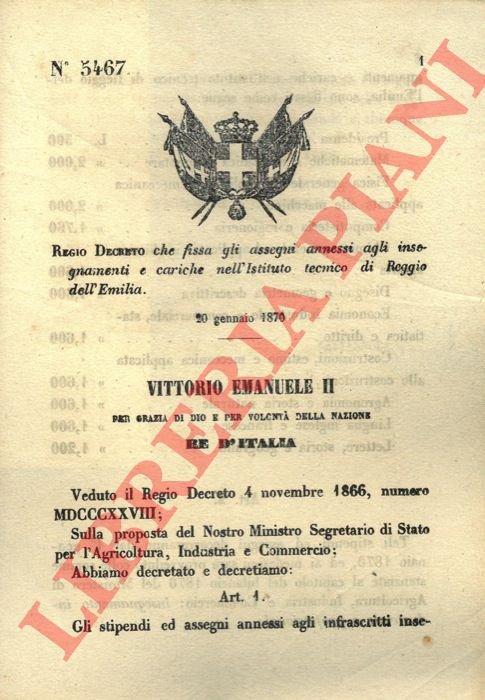 N° 5467.
1
REGIO DECRETO che fissa gli assegni annessi agli inse-
gnamenti e cariche nell'Istituto tecnico di Reggio
dell'Emilia.
20 gennaio 1870
VITTORIO EMANUELE II
PER GRAZIA DI DIO E PER VOLONTÀ DELLA NAZIONE
RE D'ITALIA
Veduto il Regio Decreto 4 novembre 1866, numero
MDCCCXXVIII;
Sulla proposta del Nostro Ministro Segretario di Stato
per l'Agricoltura, Industria e Commercio;
Abbiamo decretato e decretiamo:
Art. 1.
Gli stipendi ed assegni annessi agli infrascritti inse-
LIBRERIA PIANI